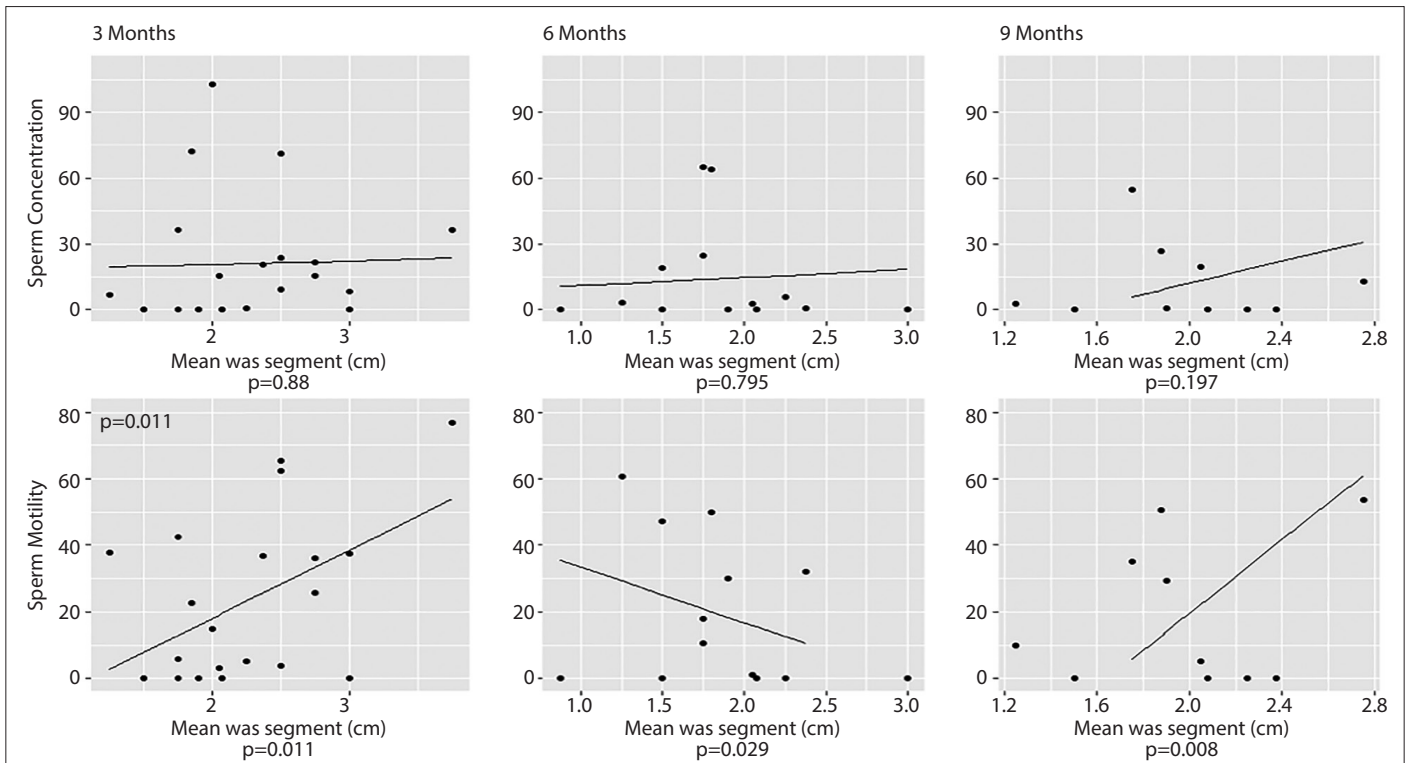 3 Months
6 Months
9 Months
Sperm Concentration
90
60
30
0
2 3
Mean was segment (cm)
p=0.88
90
60
30
0
1.0 1.5 2.0 2.5 3.0
Mean was segment (cm)
p=0.795
90
60
30
0
1.2 1.6 2.0 2.4 2.8
Mean was segment (cm)
p=0.197
Sperm Motility
80
60
40
20
0
p=0.011
2 3
Mean was segment (cm)
p=0.011
80
60
40
20
0
1.0 1.5 2.0 2.5 3.0
Mean was segment (cm)
p=0.029
80
60
40
20
0
1.2 1.6 2.0 2.4 2.8
Mean was segment (cm)
p=0.008